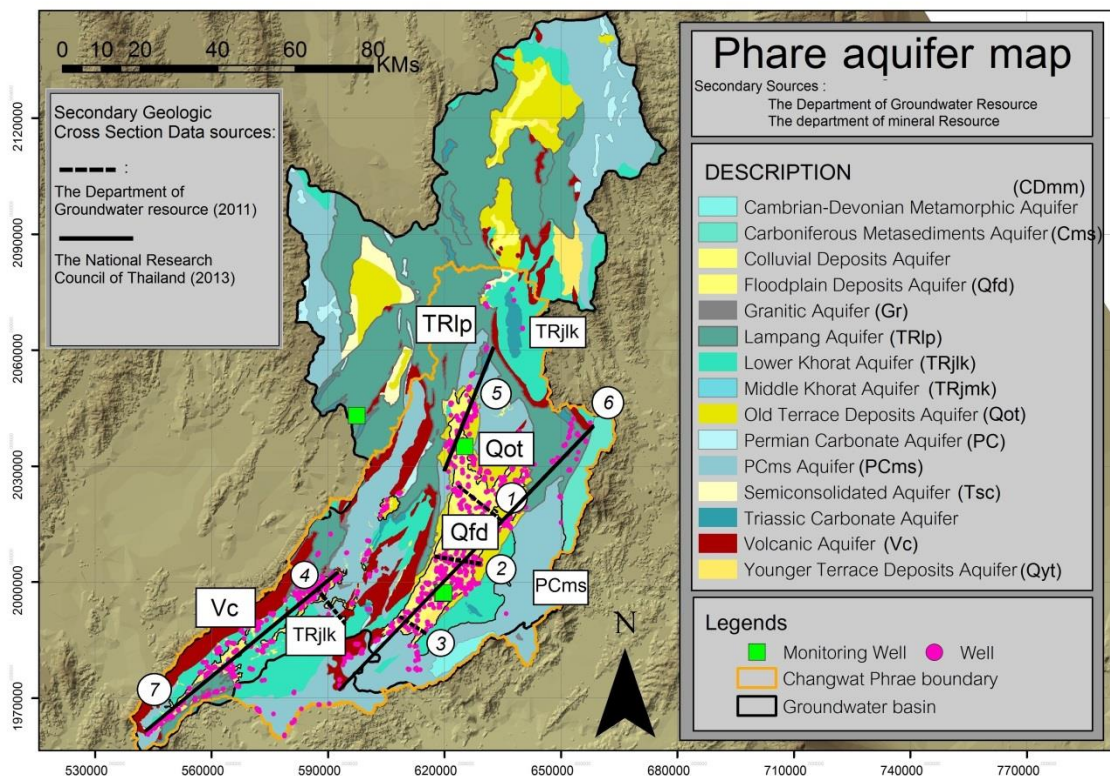 0 10 20 40 60 80
KMs
Secondary Geologic
Cross Section Data sources:
:
The Department of
Groundwater resource (2011)
The National Research
Council of Thailand (2013)
Phare aquifer map
Secondary Sources :
The Department of Groundwater Resource
The department of mineral Resource
DESCRIPTION
(CDmm)
Cambrian-Devonian Metamorphic Aquifer
Carboniferous Metasediments Aquifer (Cms)
Colluvial Deposits Aquifer
Floodplain Deposits Aquifer (Qfd)
Granitic Aquifer (Gr)
Lampang Aquifer (TRlp)
Lower Khorat Aquifer (TRjlk)
Middle Khorat Aquifer (TRjmk)
Old Terrace Deposits Aquifer (Qot)
Permian Carbonate Aquifer (PC)
PCms Aquifer (PCms)
Semiconsolidated Aquifer (Tsc)
Triassic Carbonate Aquifer
Volcanic Aquifer (Vc)
Younger Terrace Deposits Aquifer (Qyt)
Legends
Monitoring Well
Well
Changwat Phrae boundary
Groundwater basin
TRlp
TRjlk
5
6
Qot
1
Qfd
2
4
PCms
Vc
TRjlk
3
7
N
2120000
2090000
2060000
2030000
2000000
1970000
530000 560000 590000 620000 650000 680000 710000 740000 770000